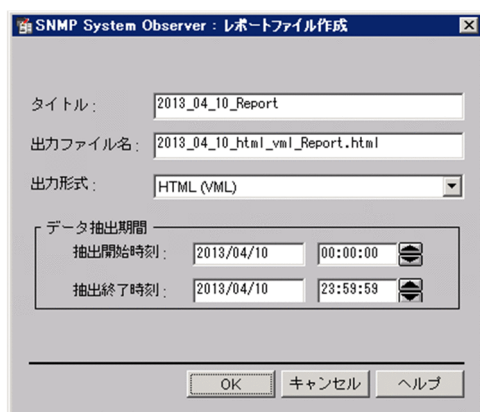 SNMP System Observer : レポートファイル作成
タイトル :
2013_04_10_Report
出力ファイル名 :
2013_04_10_html_vml_Report.html
出力形式 :
HTML (VML)
データ抽出期間
抽出開始時刻 : 2013/04/10 00:00:00
抽出終了時刻 : 2013/04/10 23:59:59
OK キャンセル ヘルプ